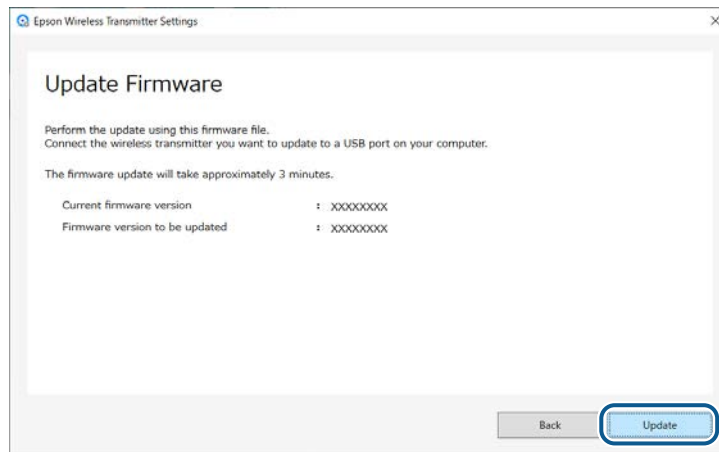 Epson Wireless Transmitter Settings
Update Firmware
Perform the update using this firmware file.
Connect the wireless transmitter you want to update to a USB port on your computer.
The firmware update will take approximately 3 minutes.
Current firmware version : XXXXXXXX
Firmware version to be updated : XXXXXXXX
Back Update